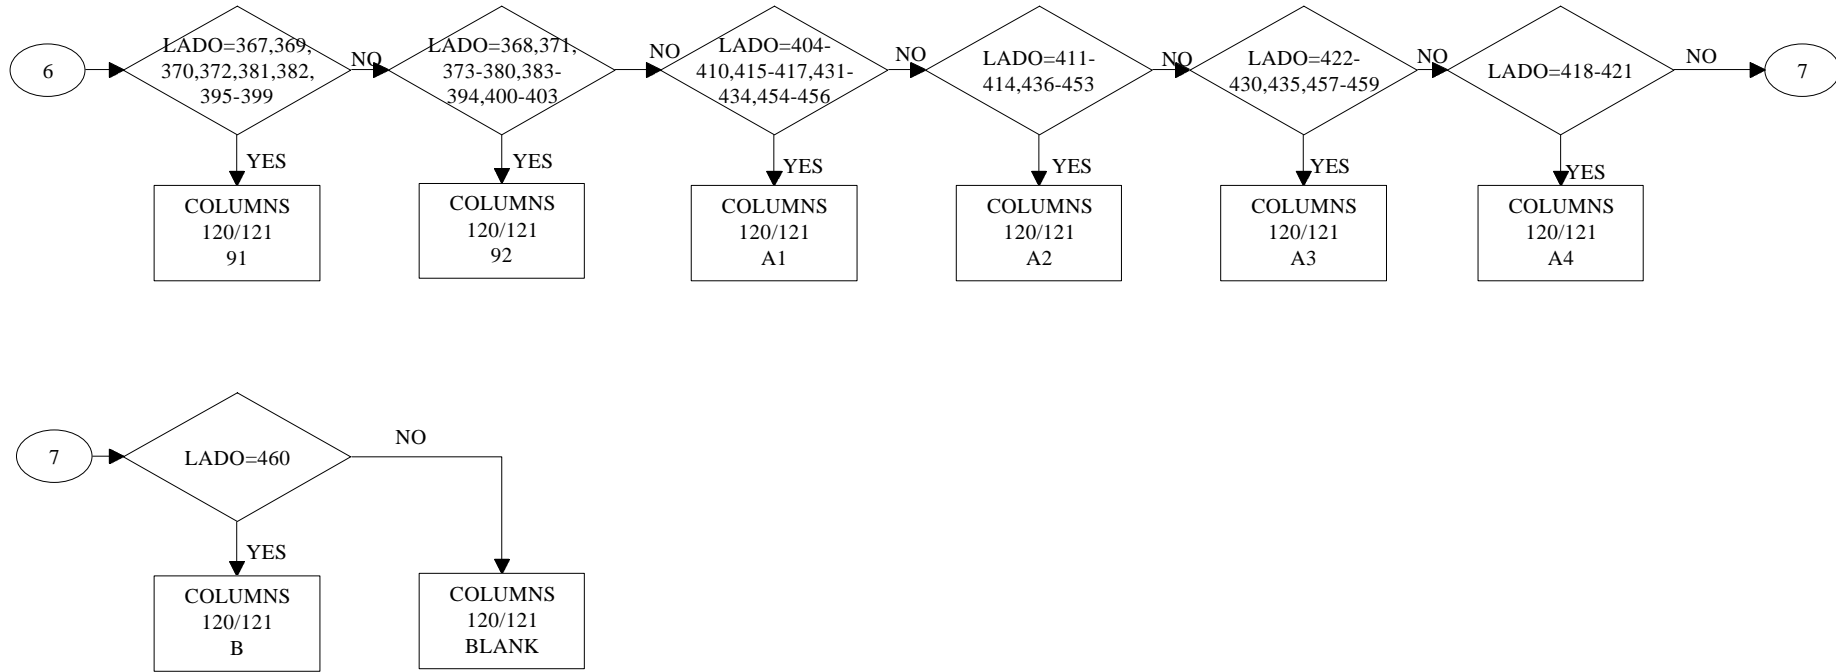 6
LADO=367,369,
370,372,381,382,
395-399
NO
LADO=368,371,
373-380,383-
394,400-403
NO
LADO=404-
410,415-417,431-
434,454-456
NO
LADO=411-
414,436-453
NO
LADO=422-
430,435,457-459
NO
LADO=418-421
NO
7
YES
YES
YES
YES
YES
YES
COLUMNS
120/121
91
COLUMNS
120/121
92
COLUMNS
120/121
A1
COLUMNS
120/121
A2
COLUMNS
120/121
A3
COLUMNS
120/121
A4
7
LADO=460
NO
YES
COLUMNS
120/121
B
COLUMNS
120/121
BLANK